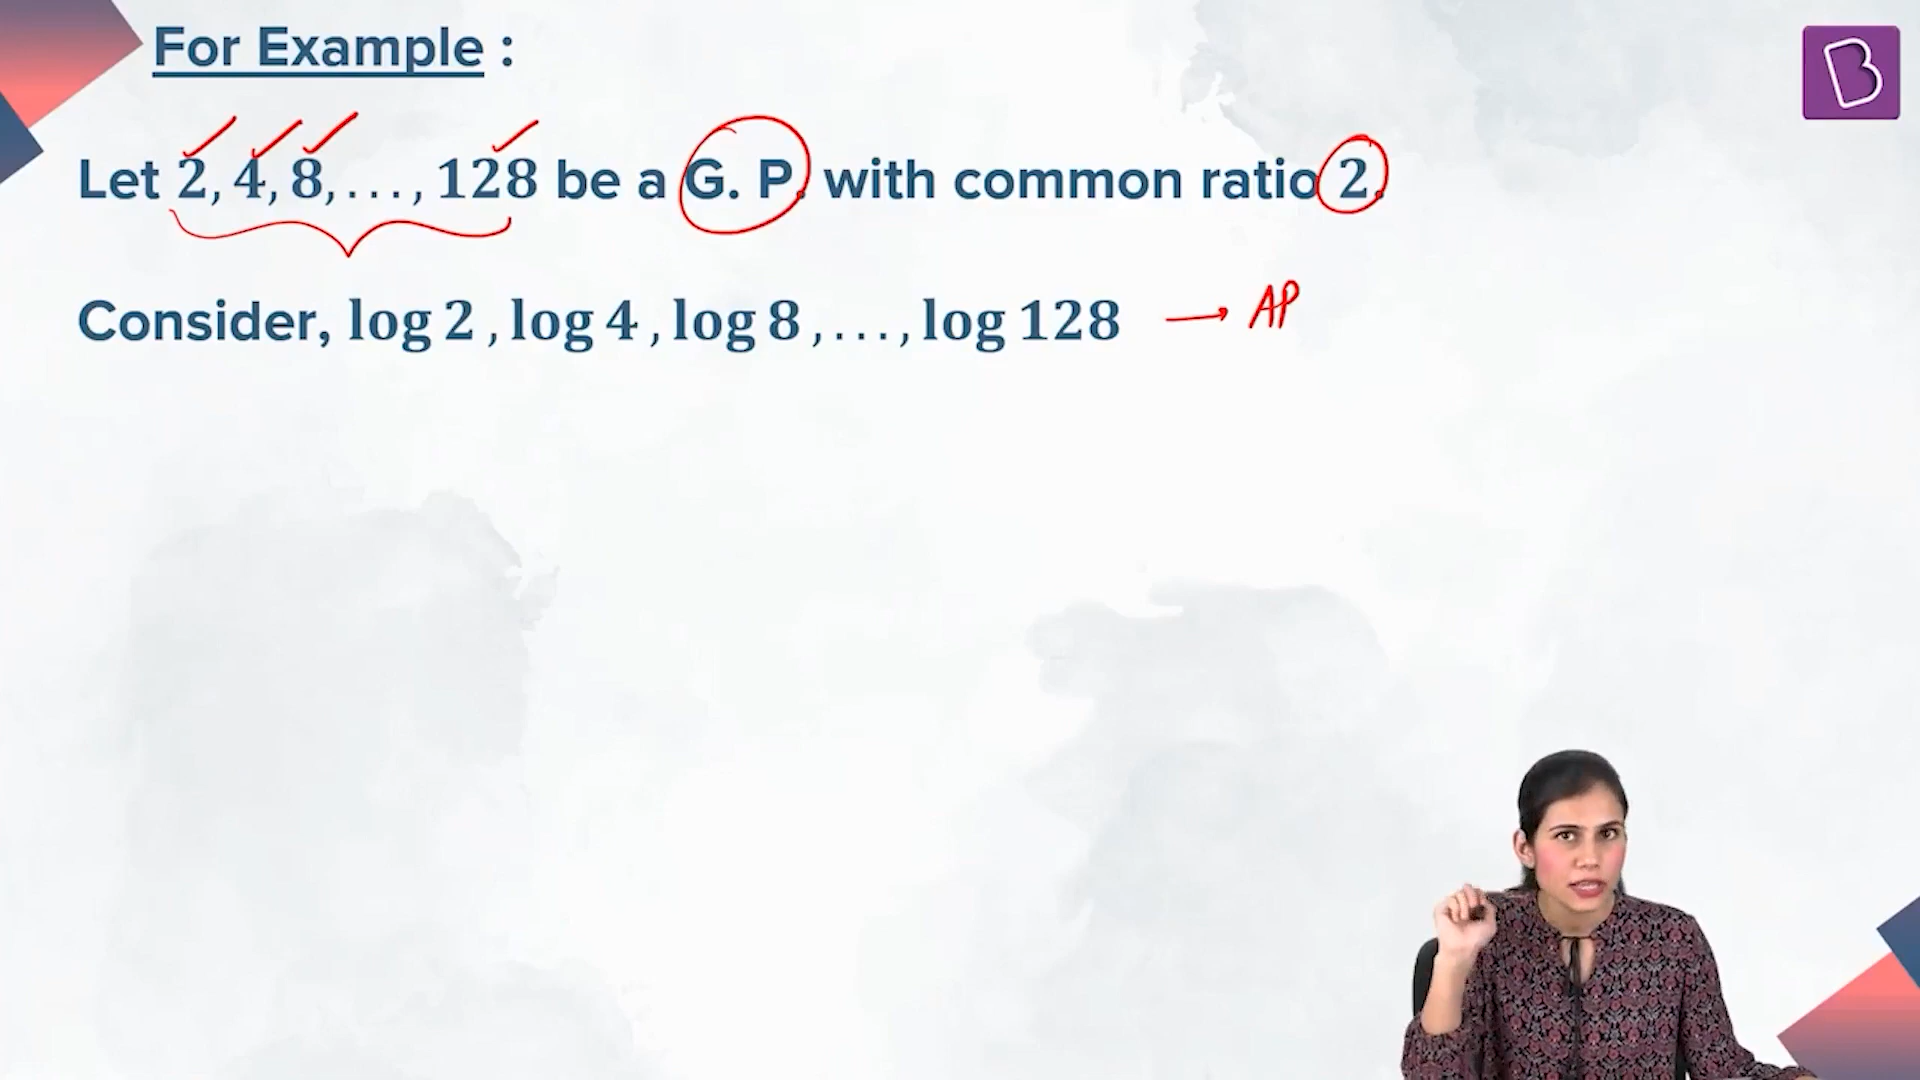 For Example :
Let 2, 4, 8, . . . , 128 be a G. P. with common ratio 2.
Consider, log 2 , log 4 , log 8 , . . . , log 128 → AP